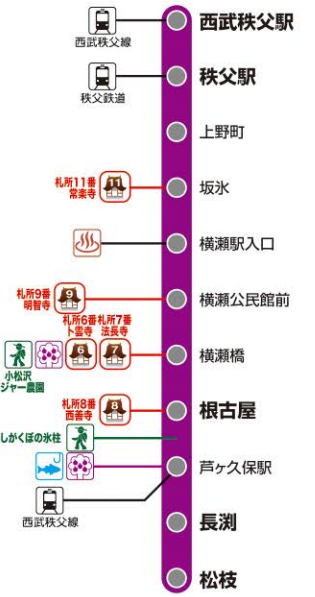 西武秩父駅
西武秩父線
秩父駅
秩父鉄道
上野町
札所11番
常楽寺
11
坂氷
横瀬駅入口
札所9番
明智寺
9
横瀬公民館前
札所6番
卜雲寺
札所7番
法長寺
6
7
横瀬橋
小松沢
ジャー農園
札所8番
西善寺
8
根古屋
しがくぼの氷柱
芦ヶ久保駅
西武秩父線
長渕
松枝